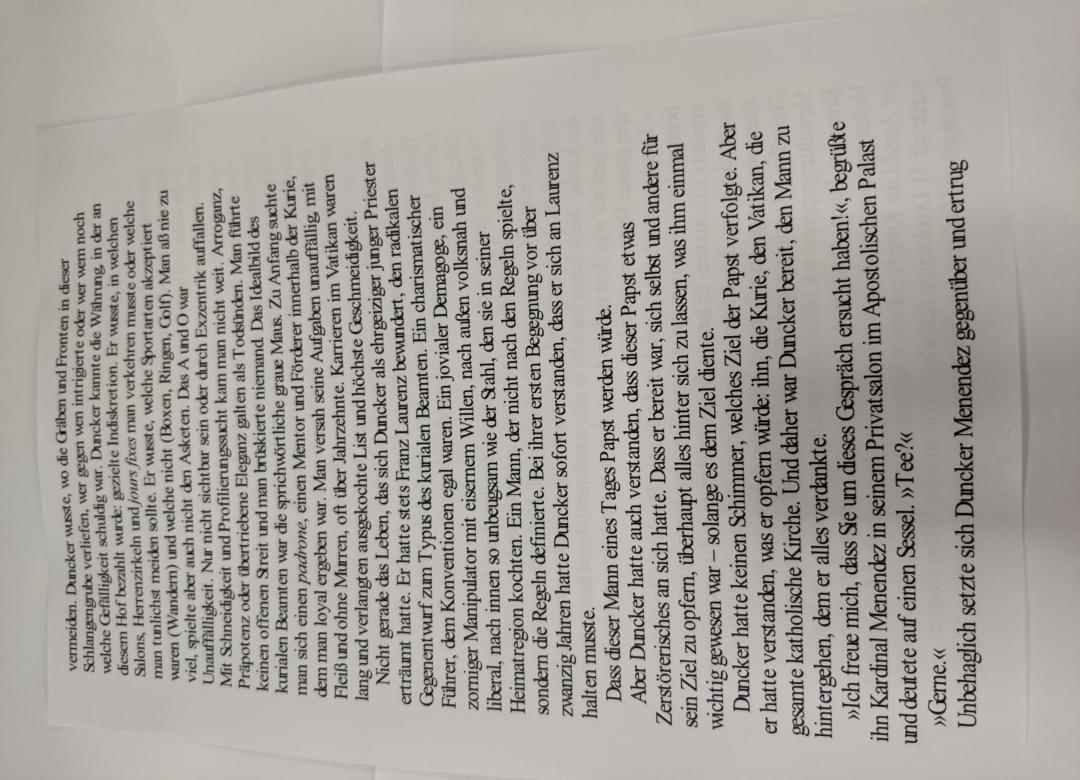 vermeiden. Duncker wusste, wo die Gräben und Fronten in dieser
Schlangengrube verliefen, wer gegen wen intrigierte oder wer wem noch
welche Gefälligkeit schuldig war. Duncker kannte die Währung, in der an
diesem Hof bezahlt wurde: gezielte Indiskretion. Er wusste, in welchen
Salons, Herrenzirkeln und jours fixes man verkehren musste oder welche
man tunlichst meiden sollte. Er wusste, welche Sportarten akzeptiert
waren (Wandern) und welche nicht (Boxen, Ringen, Golf). Man aß nie zu
viel, spielte aber auch nicht den Asketen. Das A und O war
Unauffälligkeit. Nur nicht sichtbar sein oder durch Exzentrik auffallen.
Mit Schneidigkeit und Profilierungssucht kam man nicht weit. Arroganz,
Präpotenz oder übertriebene Eleganz galten als Todsünden. Man führte
keinen offenen Streit und man brüskierte niemand. Das Idealbild des
kurialen Beamten war die sprichwörtliche graue Maus. Zu Anfang suchte
man sich einen padrone, einen Mentor und Förderer innerhalb der Kurie,
dem man loyal ergeben war. Man versah seine Aufgaben unauffällig, mit
Fleiß und ohne Murren, oft über Jahrzehnte. Karrieren im Vatikan waren
lang und verlangten ausgekochte List und höchste Geschmeidigkeit.
Nicht gerade das Leben, das sich Duncker als ehrgeiziger junger Priester
erträumt hatte. Er hatte stets Franz Laurenz bewundert, den radikalen
Gegenentwurf zum Typus des kurialen Beamten. Ein charismatischer
Führer, dem Konventionen egal waren. Ein jovialer Demagoge, ein
zorniger Manipulator mit eisernem Willen, nach außen volksnah und
liberal, nach innen so unbeugsam wie der Stahl, den sie in seiner
Heimatregion kochten. Ein Mann, der nicht nach den Regeln spielte,
sondern die Regeln definierte. Bei ihrer ersten Begegnung vor über
zwanzig Jahren hatte Duncker sofort verstanden, dass er sich an Laurenz
halten musste.
Dass dieser Mann eines Tages Papst werden würde.
Aber Duncker hatte auch verstanden, dass dieser Papst etwas
Zerstörerisches an sich hatte. Dass er bereit war, sich selbst und andere für
sein Ziel zu opfern, überhaupt alles hinter sich zu lassen, was ihm einmal
wichtig gewesen war – solange es dem Ziel diente.
Duncker hatte keinen Schimmer, welches Ziel der Papst verfolgte. Aber
er hatte verstanden, was er opfern würde: ihn, die Kurie, den Vatikan, die
gesamte katholische Kirche. Und daher war Duncker bereit, den Mann zu
hintergehen, dem er alles verdankte.
»Ich freue mich, dass Sie um dieses Gespräch ersucht haben!«, begrüßte
ihn Kardinal Menendez in seinem Privatsalon im Apostolischen Palast
und deutete auf einen Sessel. »Tee?«
»Gerne.«
Unbehaglich setzte sich Duncker Menendez gegenüber und ertrug